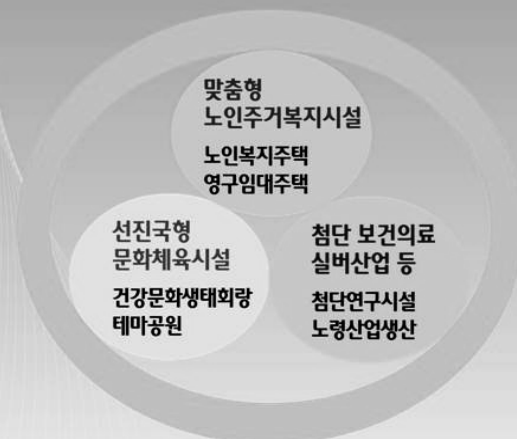 맞춤형
노인주거복지시설
노인복지주택
영구임대주택
선진국형
문화체육시설
건강문화생태회랑
테마공원
첨단 보건의료
실버산업 등
첨단연구시설
노령산업생산